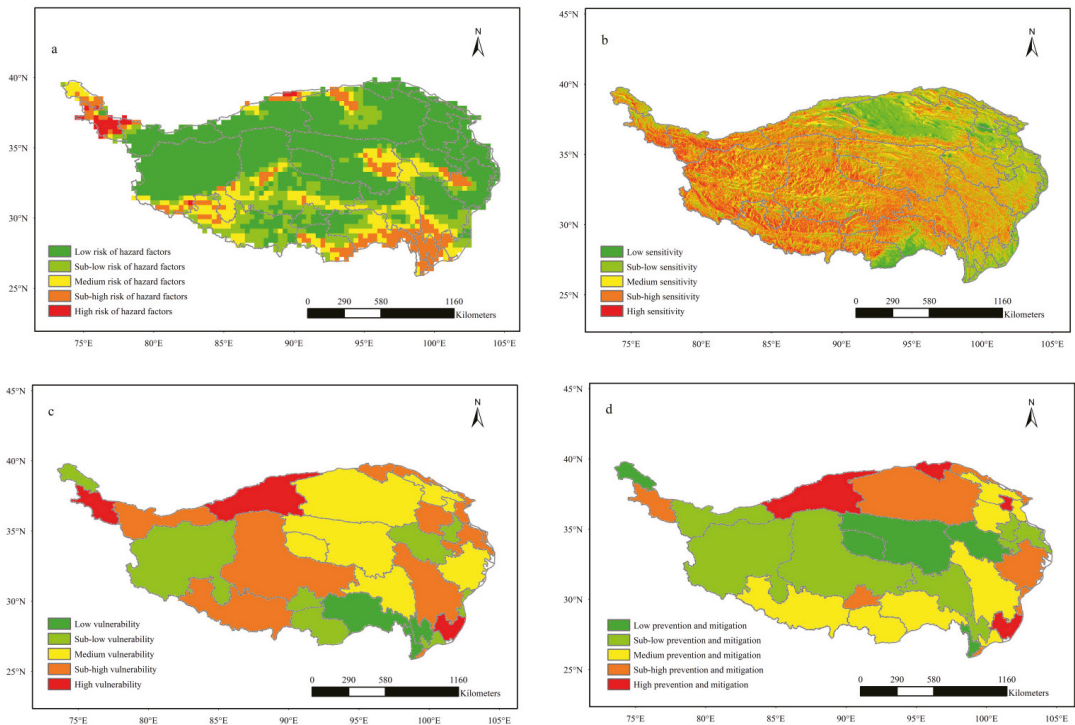 a
N
40°N
35°N
30°N
25°N
Low risk of hazard factors
Sub-low risk of hazard factors
Medium risk of hazard factors
Sub-high risk of hazard factors
High risk of hazard factors
0 290 580 1160
Kilometers
75°E 80°E 85°E 90°E 95°E 100°E 105°E
b
N
40°N
35°N
30°N
25°N
Low sensitivity
Sub-low sensitivity
Medium sensitivity
Sub-high sensitivity
High sensitivity
0 290 580 1160
Kilometers
75°E 80°E 85°E 90°E 95°E 100°E 105°E
45°N
c
N
40°N
35°N
30°N
25°N
Low vulnerability
Sub-low vulnerability
Medium vulnerability
Sub-high vulnerability
High vulnerability
0 290 580 1160
Kilometers
75°E 80°E 85°E 90°E 95°E 100°E 105°E
45°N
d
N
40°N
35°N
30°N
25°N
Low prevention and mitigation
Sub-low prevention and mitigation
Medium prevention and mitigation
Sub-high prevention and mitigation
High prevention and mitigation
0 290 580 1160
Kilometers
75°E 80°E 85°E 90°E 95°E 100°E 105°E